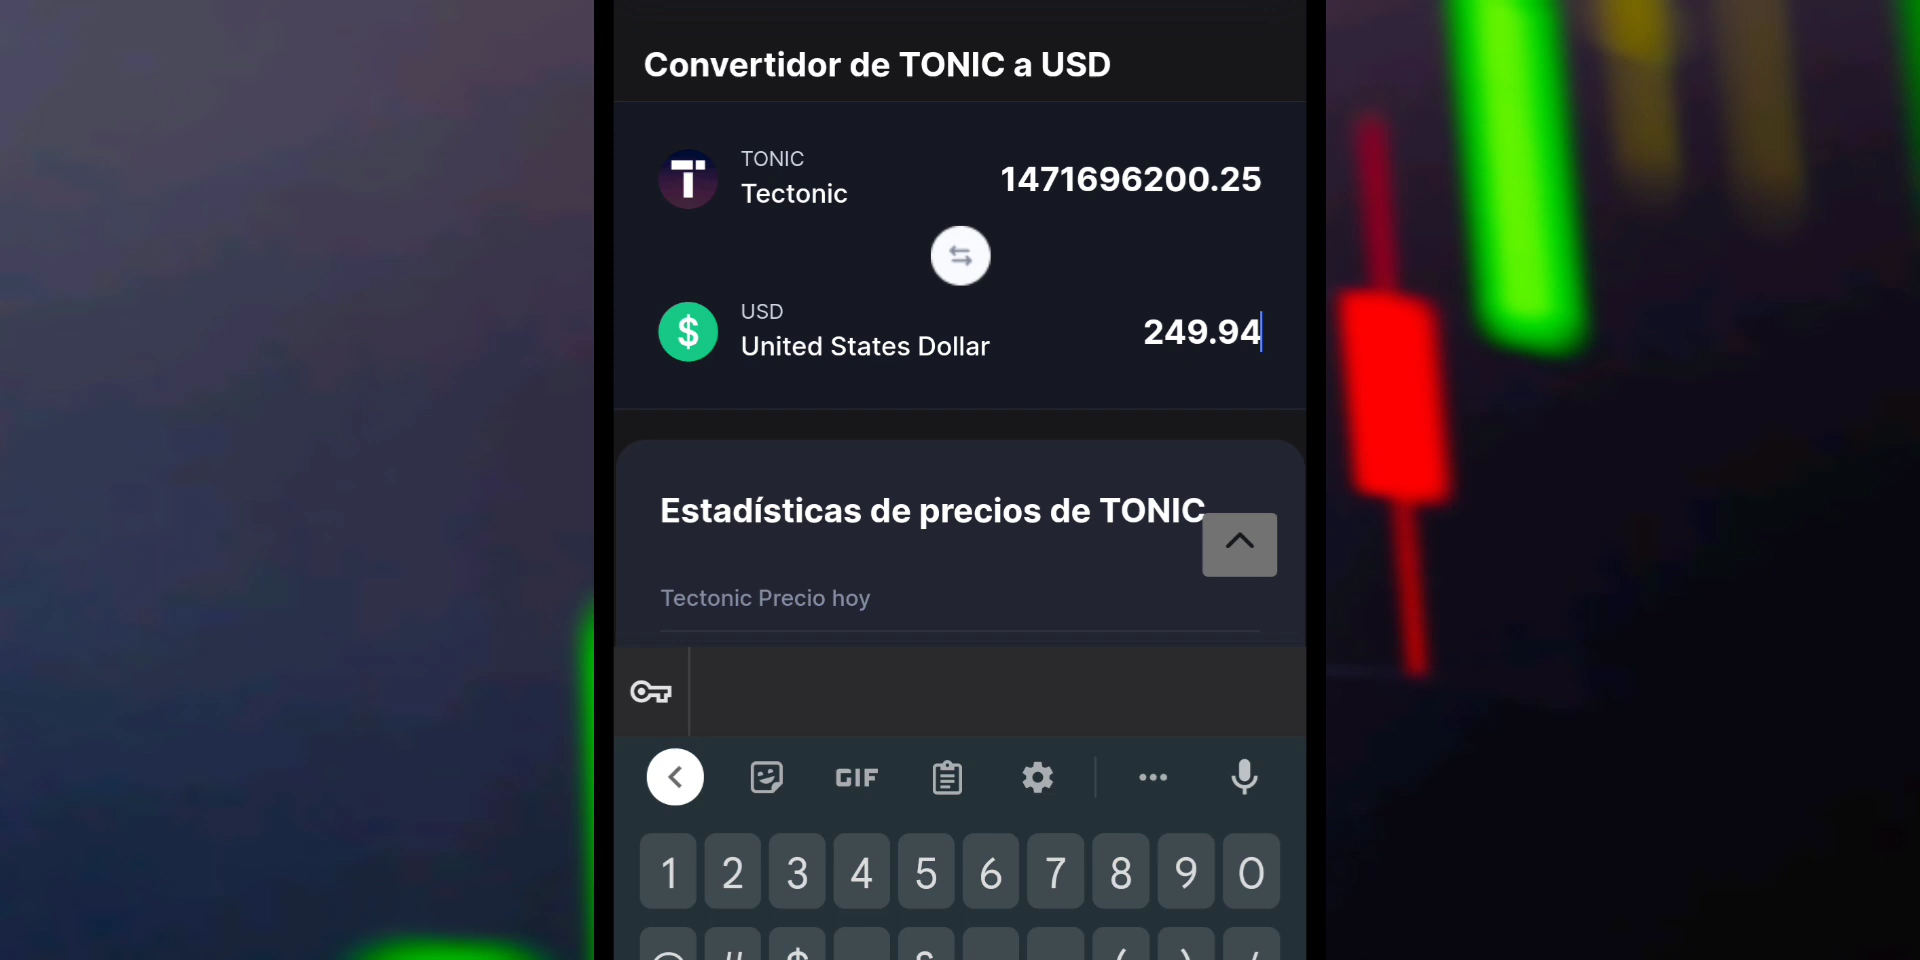 Convertidor de TONIC a USD
TONIC
Tectonic
1471696200.25
USD
United States Dollar
249.94
Estadísticas de precios de TONIC
Tectonic Precio hoy
GIF
1 2 3 4 5 6 7 8 9 0